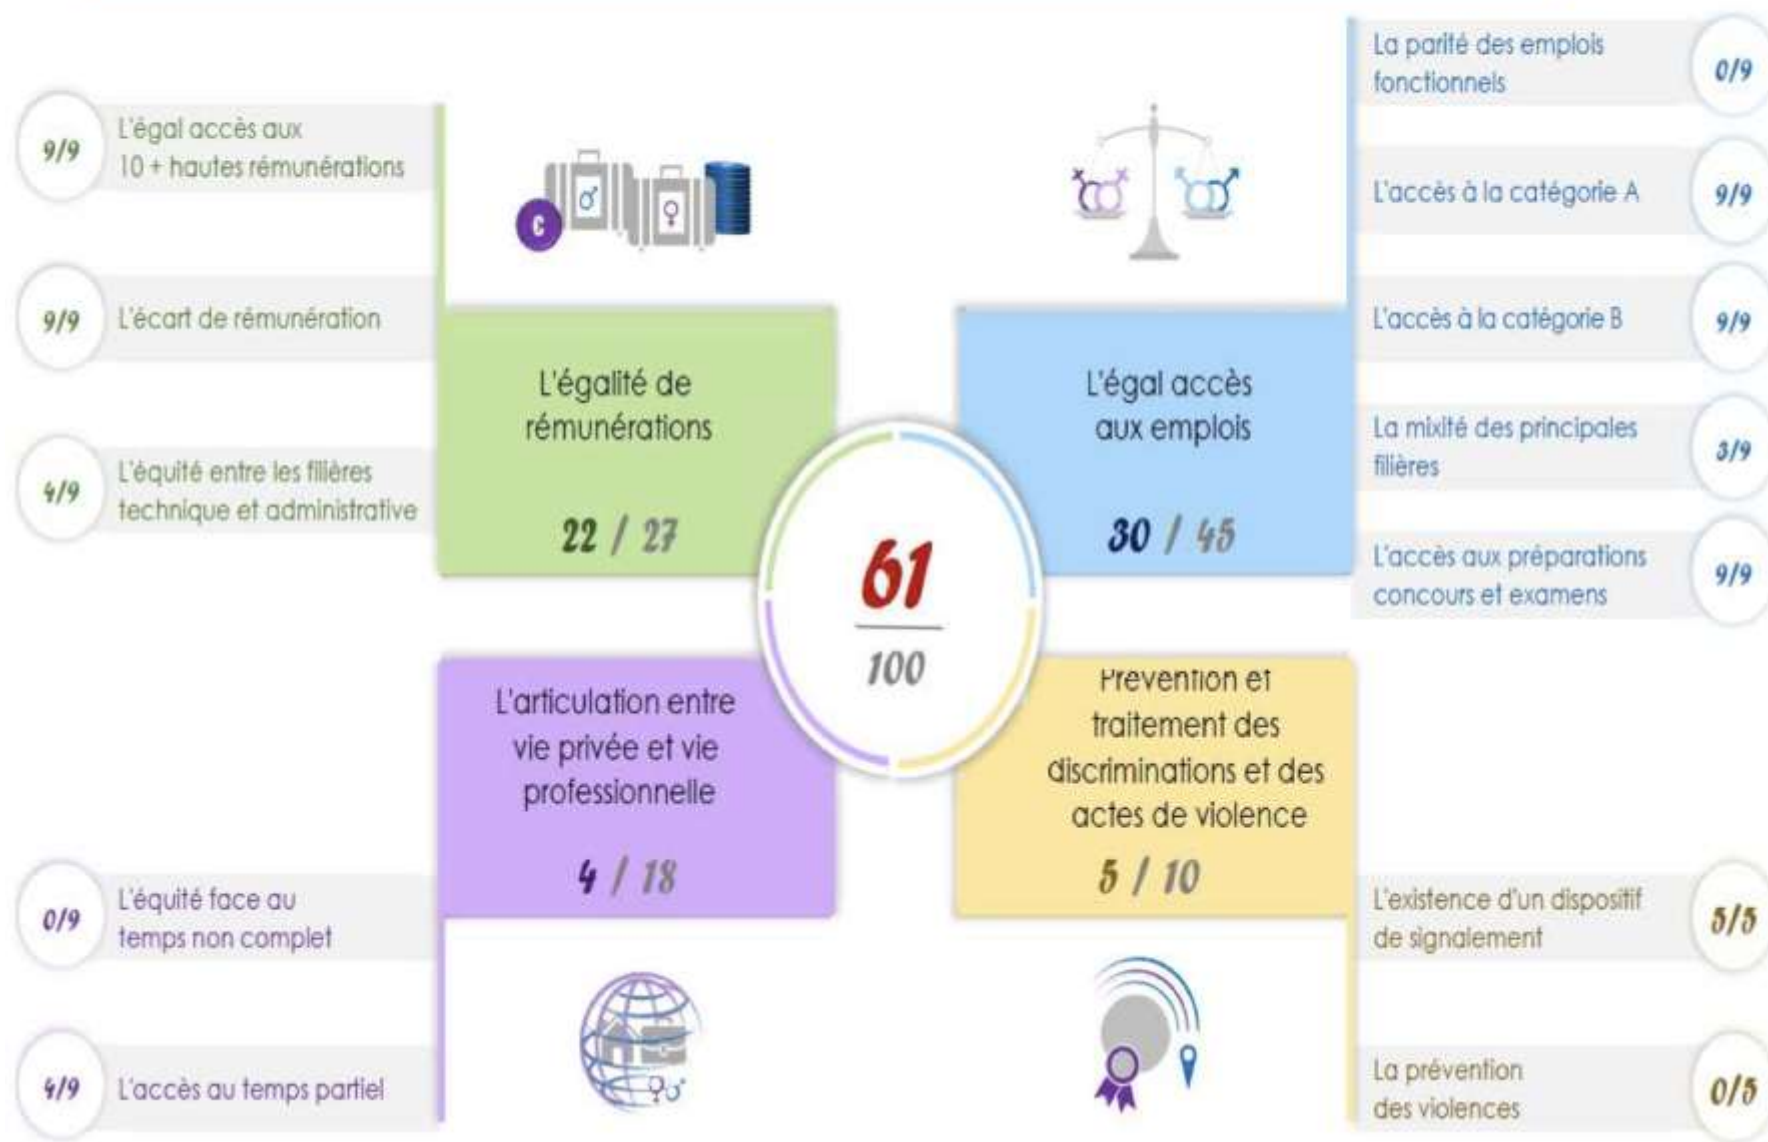 9/9
L'égal accès aux
10 + hautes rémunérations
9/9
L'écart de rémunération
4/9
L'équité entre les filières
technique et administrative
€
L'égalité de
rémunérations
22 / 27
L'égal accès
aux emplois
30 / 45
La parité des emplois
fonctionnels
0/9
L'accès à la catégorie A
9/9
L'accès à la catégorie B
9/9
La mixité des principales
filières
3/9
L'accès aux préparations
concours et examens
9/9
61
100
L'articulation entre
vie privée et vie
professionnelle
4 / 18
0/9
L'équité face au
temps non complet
4/9
L'accès au temps partiel
Prévention et
traitement des
discriminations et des
actes de violence
5 / 10
L'existence d'un dispositif
de signalement
5/5
La prévention
des violences
0/5